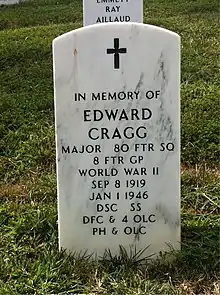 EMMETT
RAY
AILLAUD
IN MEMORY OF
EDWARD
CRAGG
MAJOR 80 FTR SQ
8 FTR GP
WORLD WAR II
SEP 8 1919
JAN 1 1946
DSC SS
DFC & 4 OLC
PH & OLC